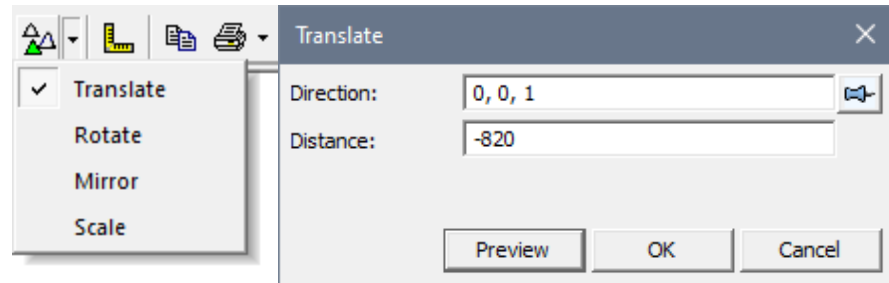 Translate
Rotate
Mirror
Scale
Translate
Direction: 0, 0, 1
Distance: -820
Preview OK Cancel